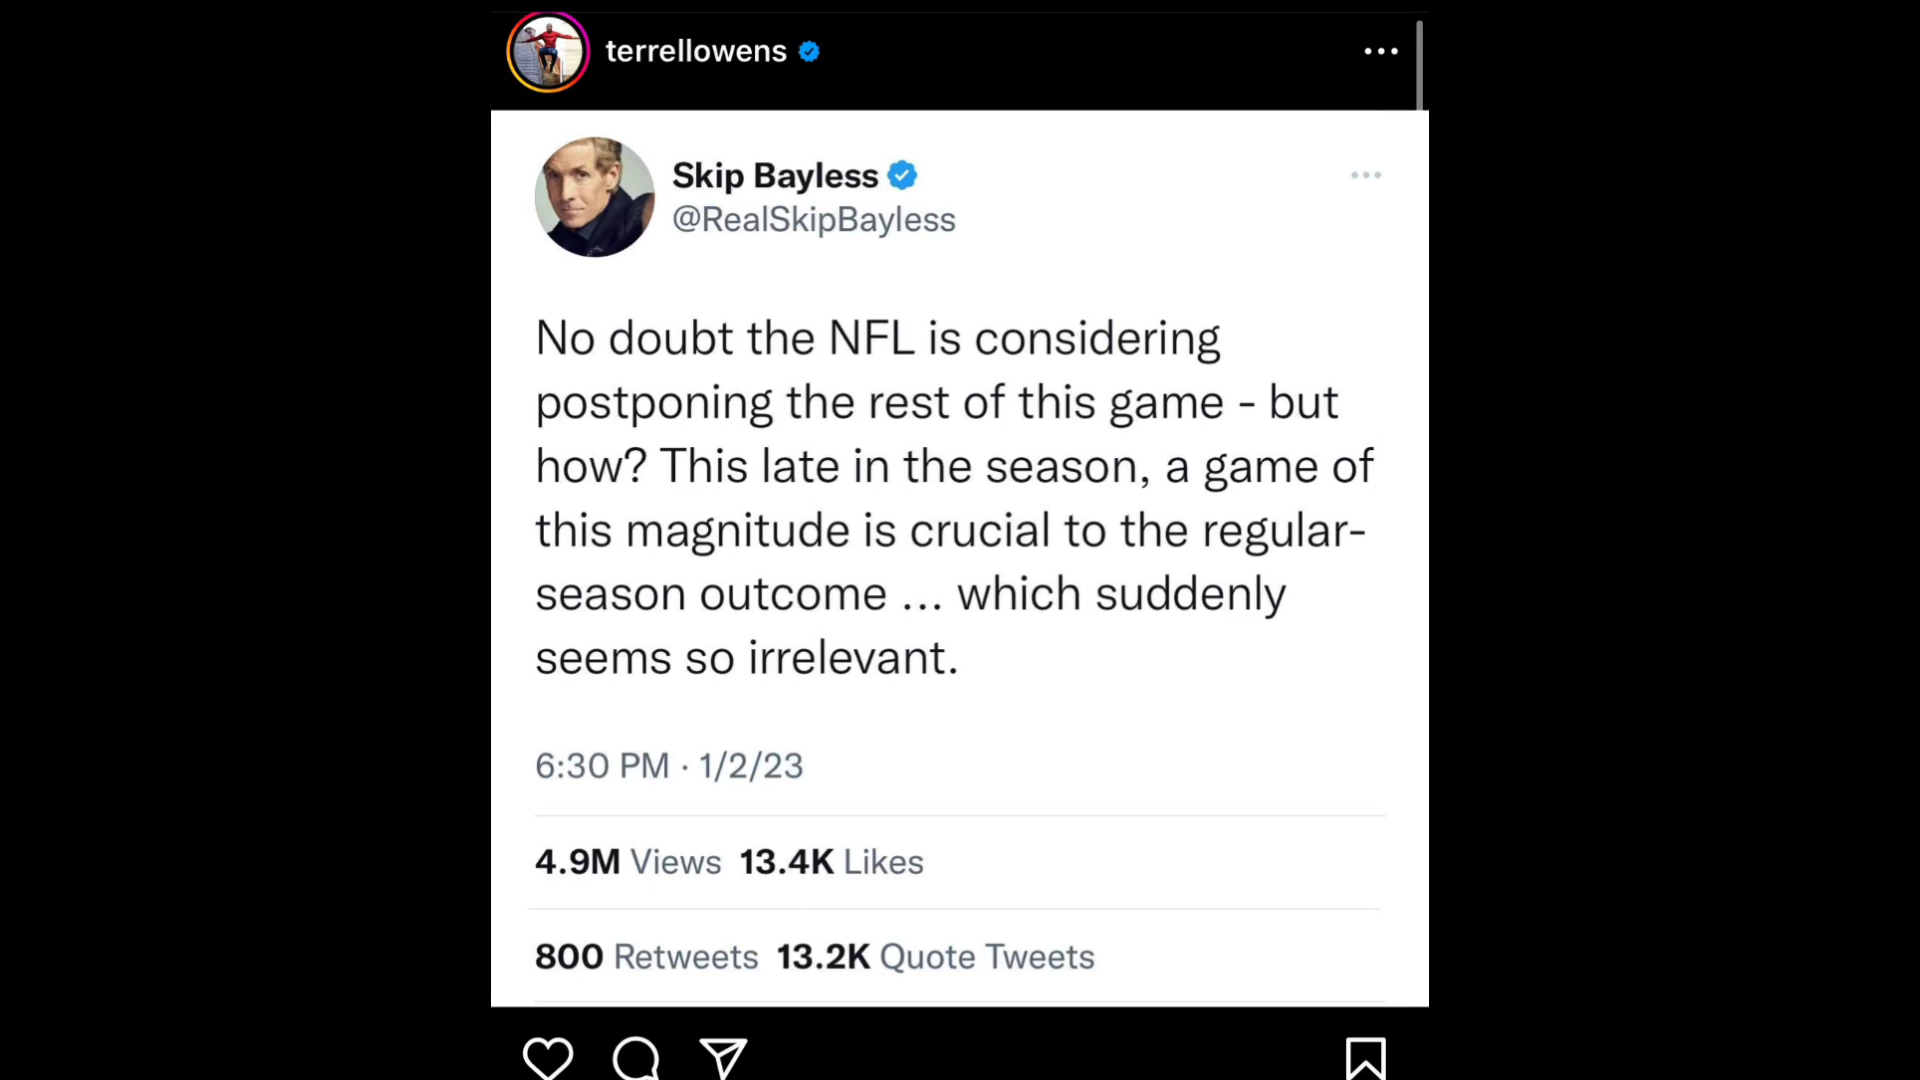 terrellowens
Skip Bayless
@RealSkipBayless
No doubt the NFL is considering
postponing the rest of this game - but
how? This late in the season, a game of
this magnitude is crucial to the regular-
season outcome ... which suddenly
seems so irrelevant.
6:30 PM · 1/2/23
4.9M Views 13.4K Likes
800 Retweets 13.2K Quote Tweets